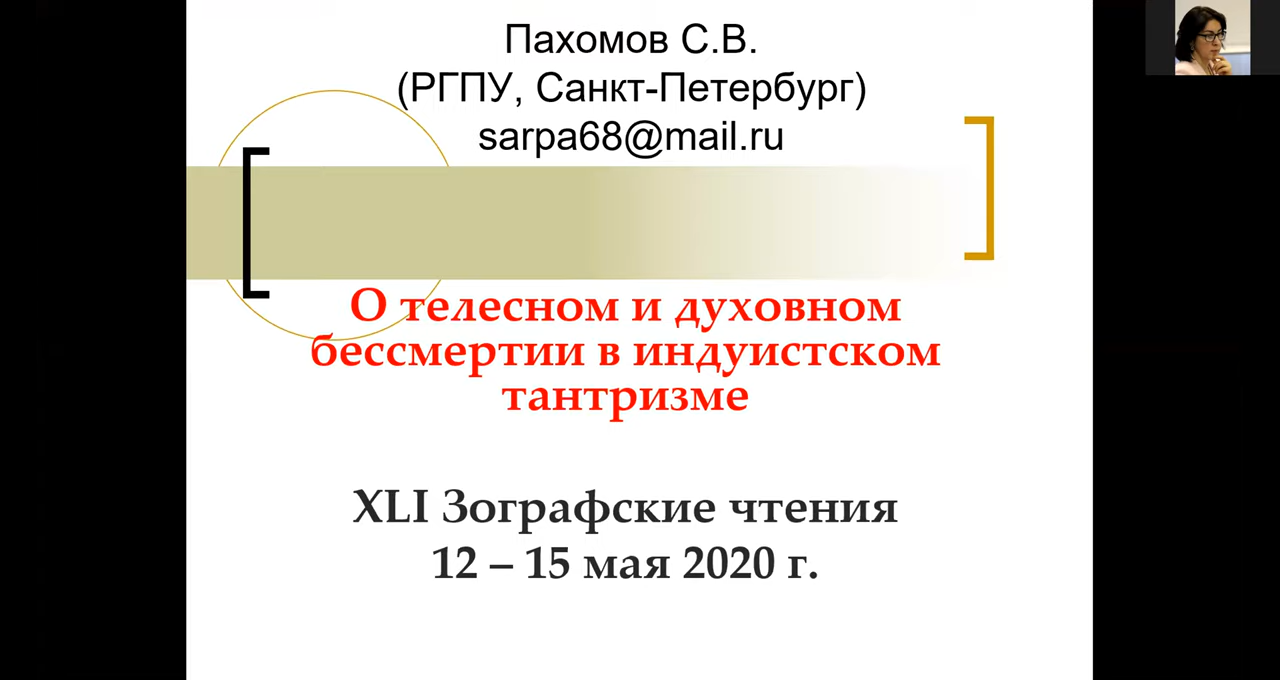 Пахомов С.В.
(РГПУ, Санкт-Петербург)
sarpa68@mail.ru
О телесном и духовном
бессмертии в индуистском
тантризме
XLI Зографские чтения
12 – 15 мая 2020 г.